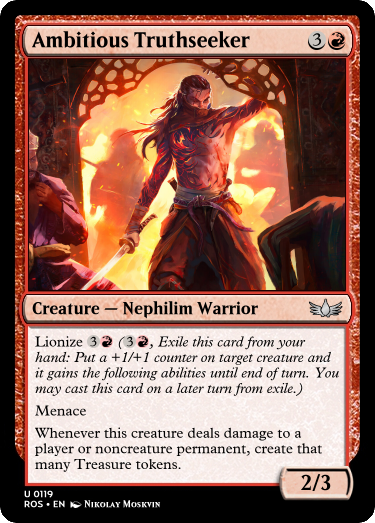 Ambitious Truthseeker 3
Creature — Nephilim Warrior
Lionize 3 (3, Exile this card from your
hand: Put a +1/+1 counter on target creature and
it gains the following abilities until end of turn. You
may cast this card on a later turn from exile.)
Menace
Whenever this creature deals damage to a
player or noncreature permanent, create that
many Treasure tokens.
2/3
U 0119
ROS • EN Nikolay Moskvin